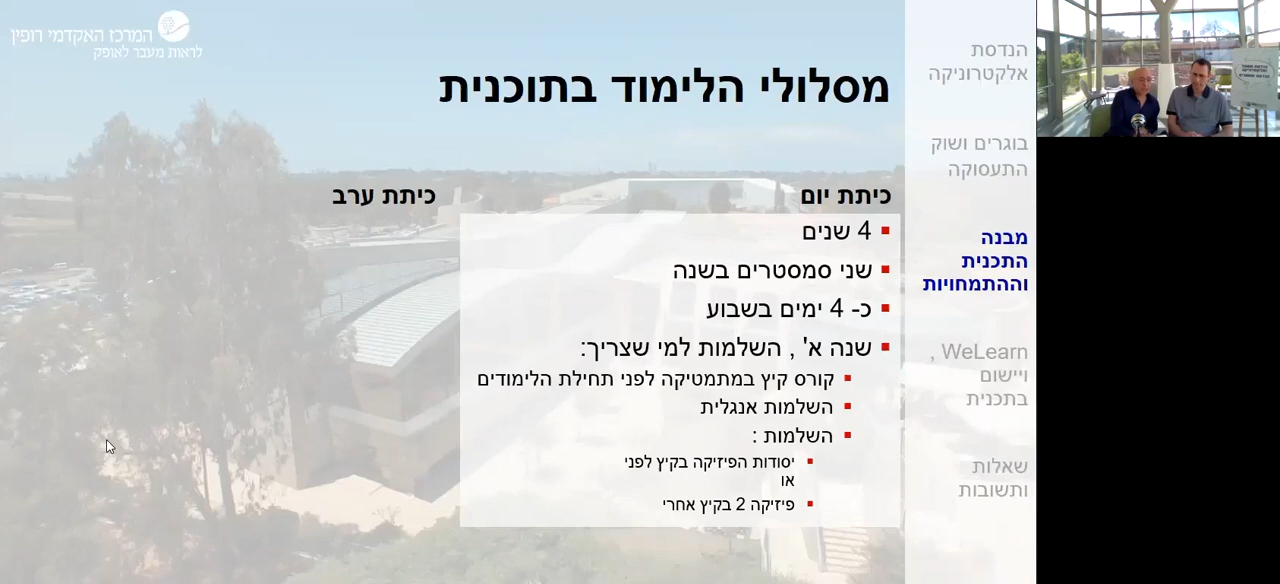 המרכז האקדמי רופין
לראות מעבר לאופק
מסלולי הלימוד בתוכנית
כיתת יום
4 שנים
שני סמסטרים בשנה
כ- 4 ימים בשבוע
שנה א' , השלמות למי שצריך:
קורס קיץ במתמטיקה לפני תחילת הלימודים
השלמות אנגלית
השלמות :
יסודות הפיזיקה בקיץ לפני
או
פיזיקה 2 בקיץ אחרי
כיתת ערב
הנדסת
אלקטרוניקה
בוגרים ושוק
התעסוקה
מבנה
התכנית
וההתמחויות
WeLearn ,
ויישום
בתכנית
שאלות
ותשובות